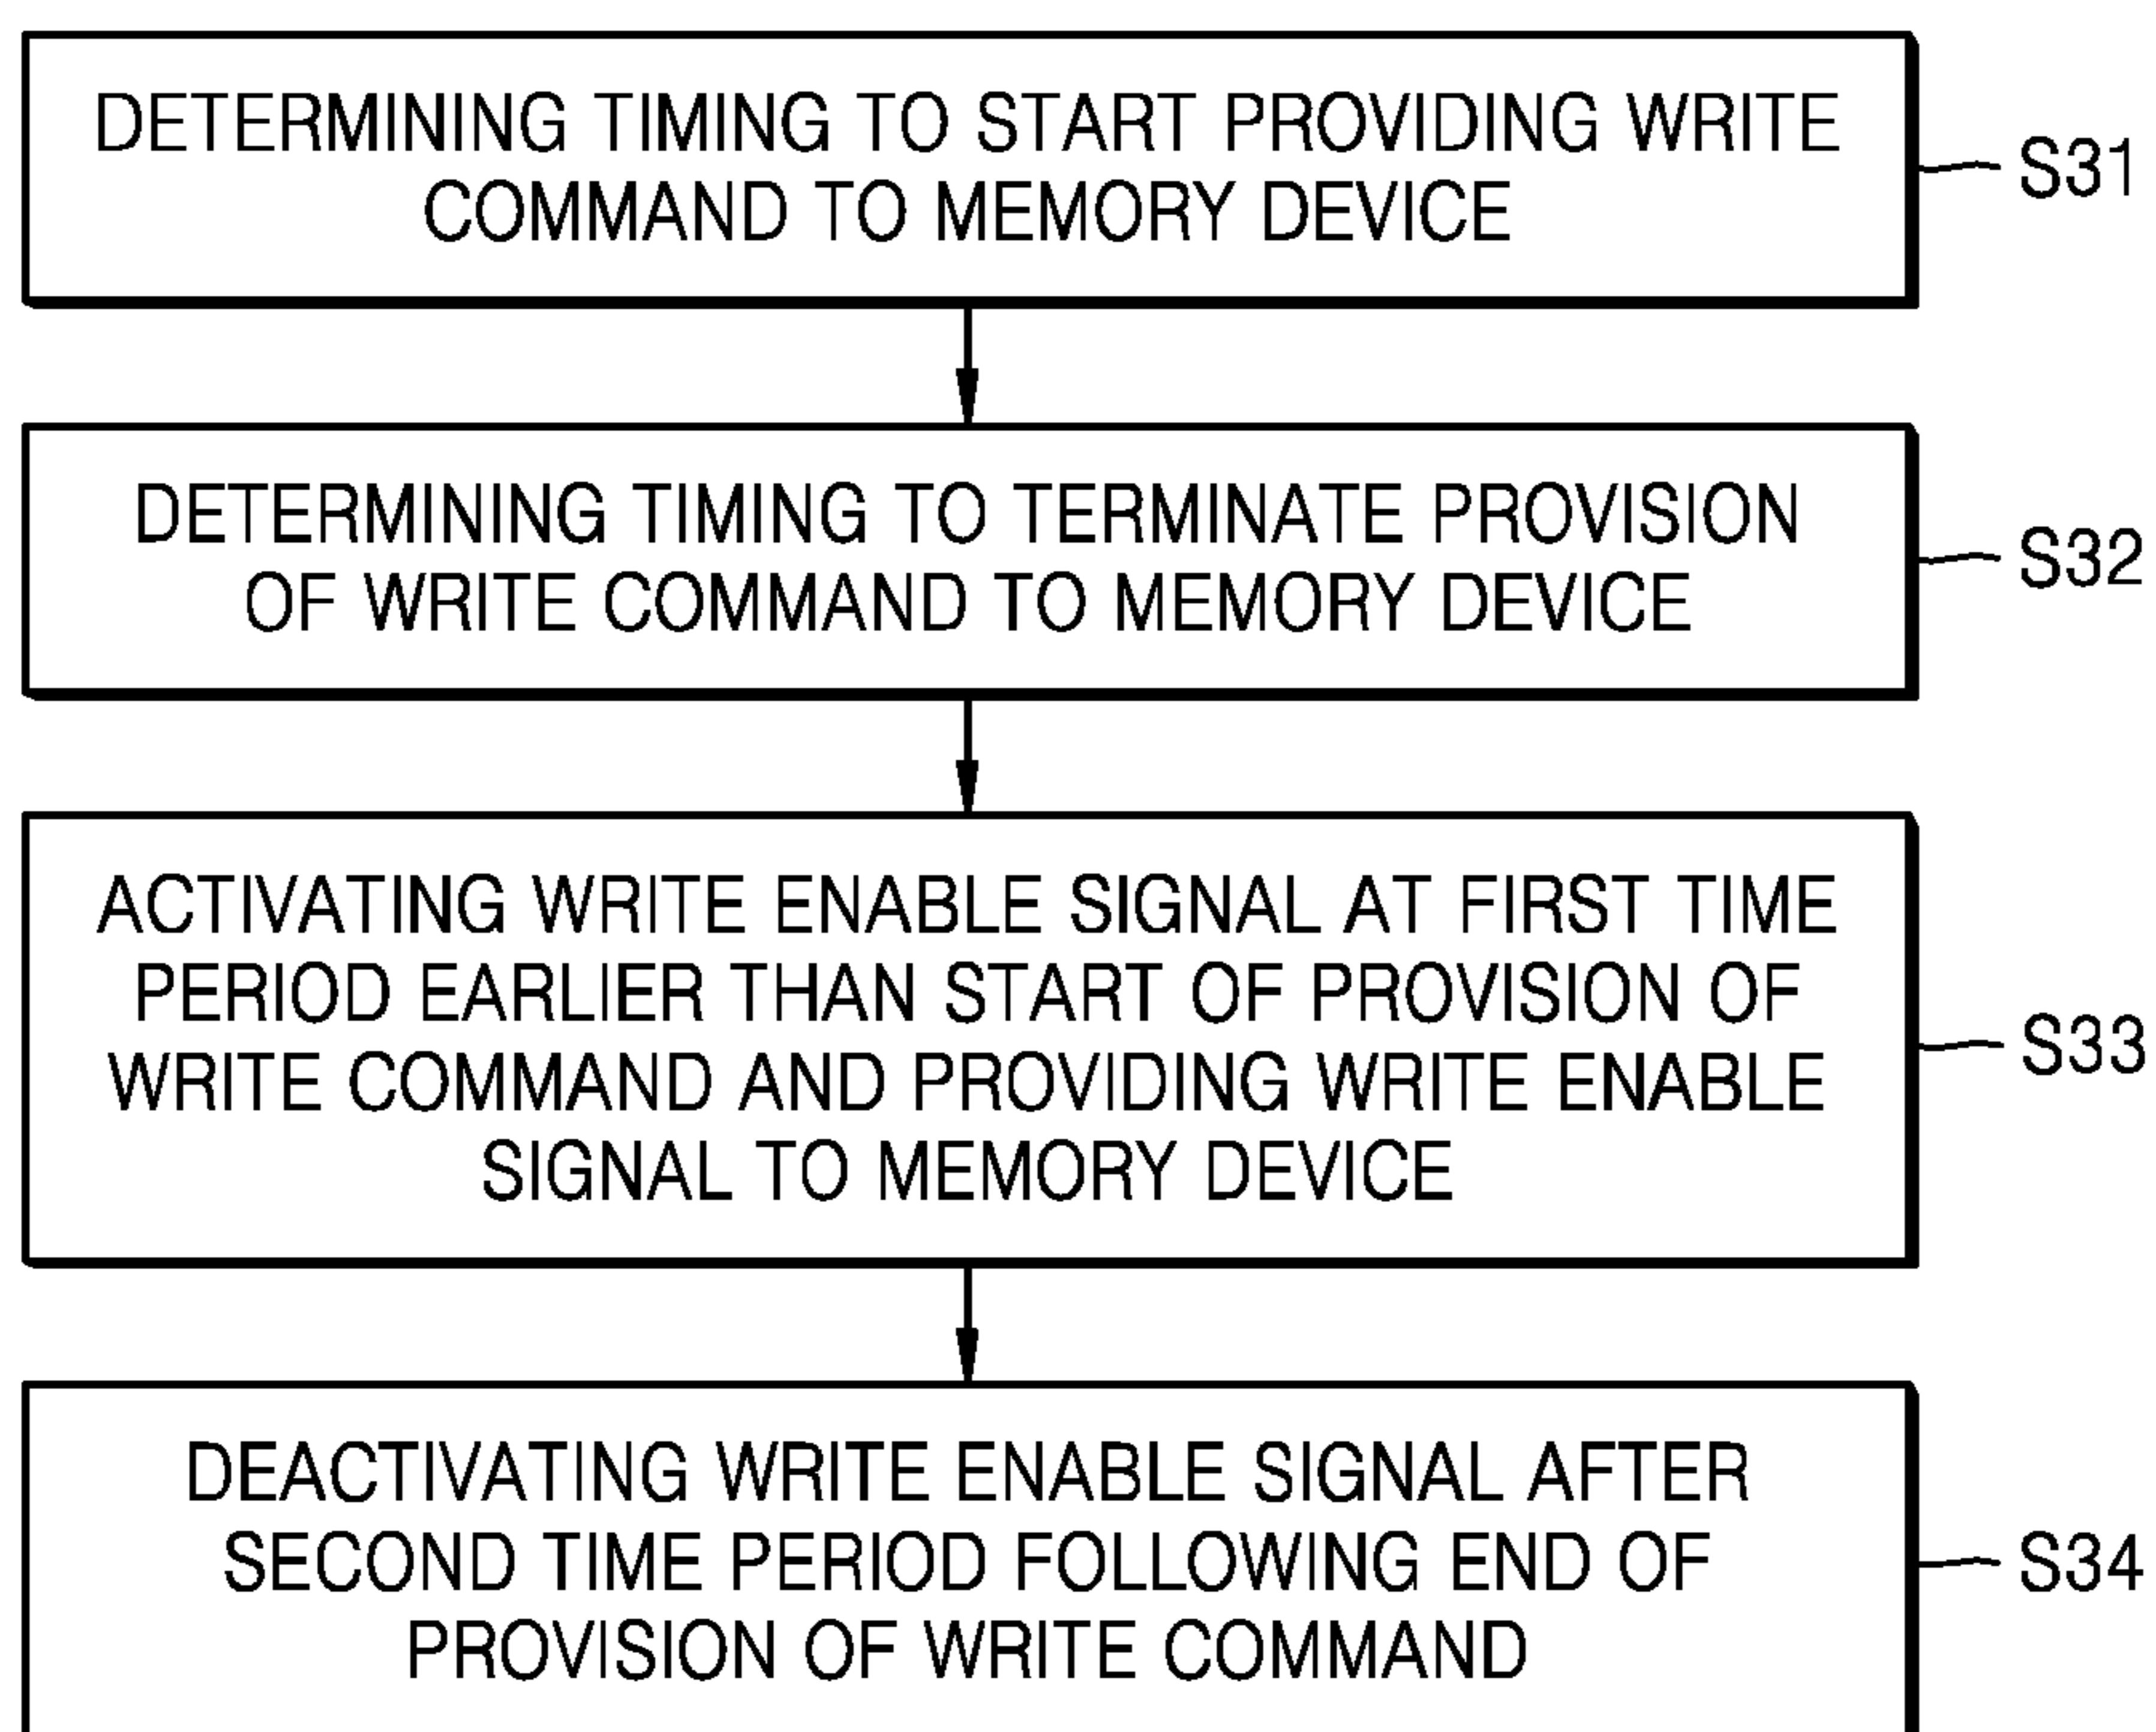 DETERMINING TIMING TO START PROVIDING WRITE
COMMAND TO MEMORY DEVICE
S31
DETERMINING TIMING TO TERMINATE PROVISION
OF WRITE COMMAND TO MEMORY DEVICE
S32
ACTIVATING WRITE ENABLE SIGNAL AT FIRST TIME
PERIOD EARLIER THAN START OF PROVISION OF
WRITE COMMAND AND PROVIDING WRITE ENABLE
SIGNAL TO MEMORY DEVICE
S33
DEACTIVATING WRITE ENABLE SIGNAL AFTER
SECOND TIME PERIOD FOLLOWING END OF
PROVISION OF WRITE COMMAND
S34